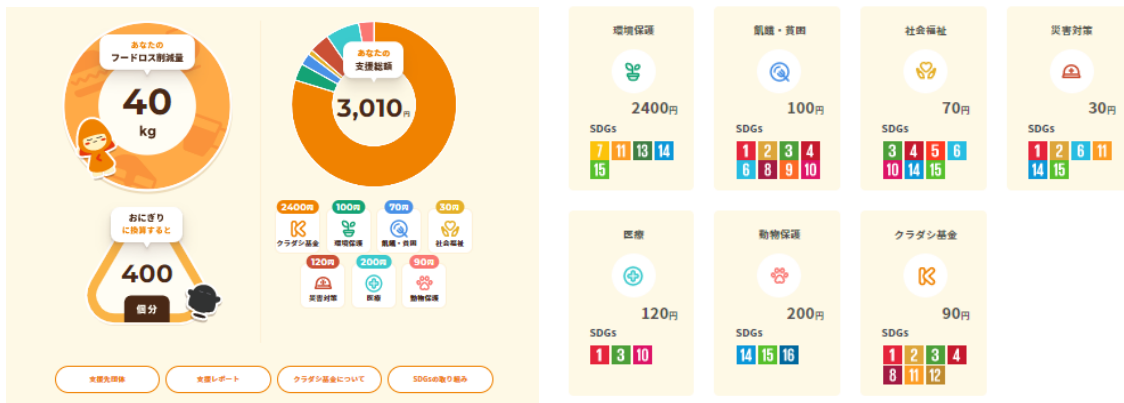 あなたの
フードロス削減量
40
kg
おにぎり
に換算すると
400
個分
あなたの
支援総額
3,010円
2400円
クラダシ基金
100円
環境保護
70円
飢餓・貧困
30円
社会福祉
120円
災害対策
200円
医療
90円
動物保護
支援先団体
支援レポート
クラダシ基金について
SDGsの取り組み
環境保護
2400円
SDGs
7 11 13 14
15
飢餓・貧困
100円
SDGs
1 2 3 4
6 8 9 10
社会福祉
70円
SDGs
3 4 5 6
10 14 15
災害対策
30円
SDGs
1 2 6 11
14 15
医療
120円
SDGs
1 3 10
動物保護
200円
SDGs
14 15 16
クラダシ基金
90円
SDGs
1 2 3 4
8 11 12